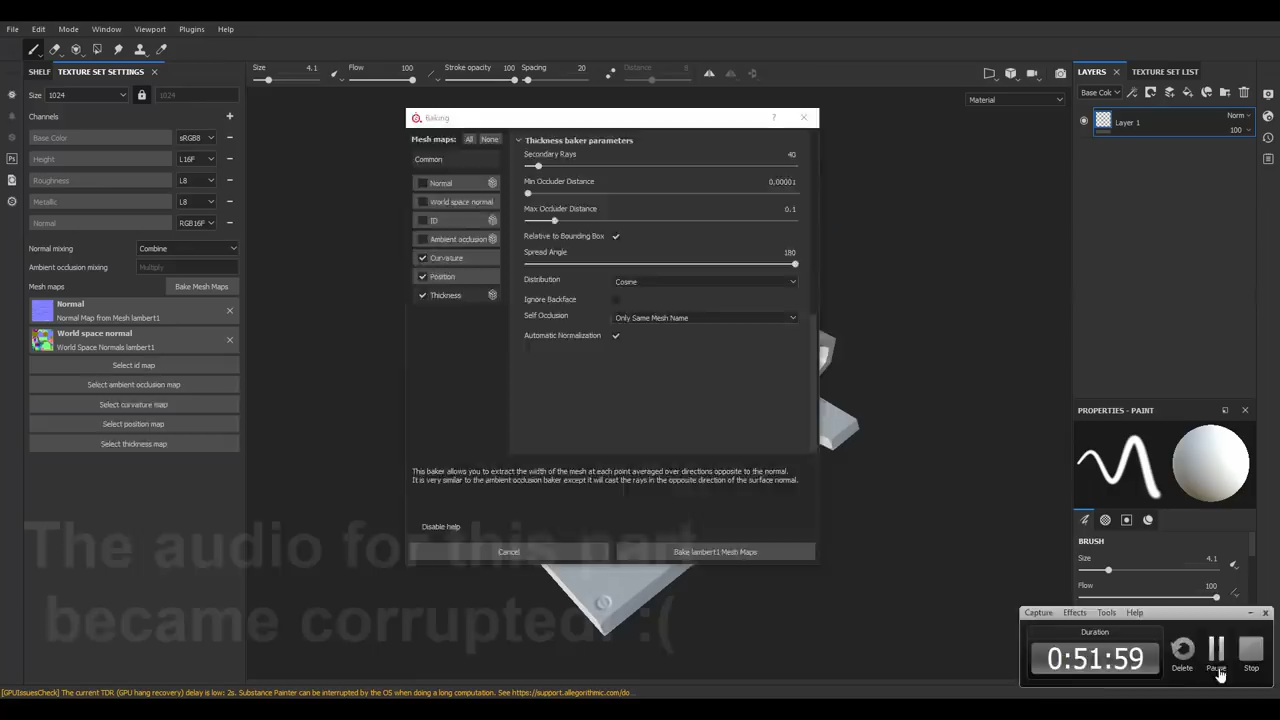 File Edit Mode Window Viewport Plugins Help
Size 4.1 Flow 100 Stroke opacity 100 Spacing 20 Distance 8
SHELF TEXTURE SET SETTINGS
Size 1024 1024
Channels
Base Color sRGB8
Height L16F
Roughness L8
Metallic L8
Normal RGB16F
Normal mixing Combine
Ambient occlusion mixing Multiply
Mesh maps Bake Mesh Maps
Normal
Normal Map from Mesh lambert1
World space normal
World Space Normals lambert1
Select id map
Select ambient occlusion map
Select curvature map
Select position map
Select thickness map
Baking
Mesh maps: All None
Common
Normal
World space normal
ID
Ambient occlusion
Curvature
Position
Thickness
Thickness baker parameters
Secondary Rays 40
Min Occluder Distance 0.00001
Max Occluder Distance 0.1
Relative to Bounding Box
Spread Angle 180
Distribution Cosine
Ignore Backface
Self Occlusion Only Same Mesh Name
Automatic Normalization
This baker allows you to extract the width of the mesh at each point averaged over directions opposite to the normal.
It is very similar to the ambient occlusion baker except it will cast the rays in the opposite direction of the surface normal.
Disable help
Cancel Bake lambert1 Mesh Maps
The audio for this part
became corrupted! :(
Material
LAYERS TEXTURE SET LIST
Base Col
Layer 1 Norm
100
PROPERTIES - PAINT
BRUSH
Size 4.1
Flow 100
Capture Effects Tools Help
Duration
0:51:59
Delete Pause Stop
[GPUIssuesCheck] The current TDR (GPU hang recovery) delay is low: 2s. Substance Painter can be interrupted by the OS when doing a long computation. See https://support.allegorithmic.com/do...